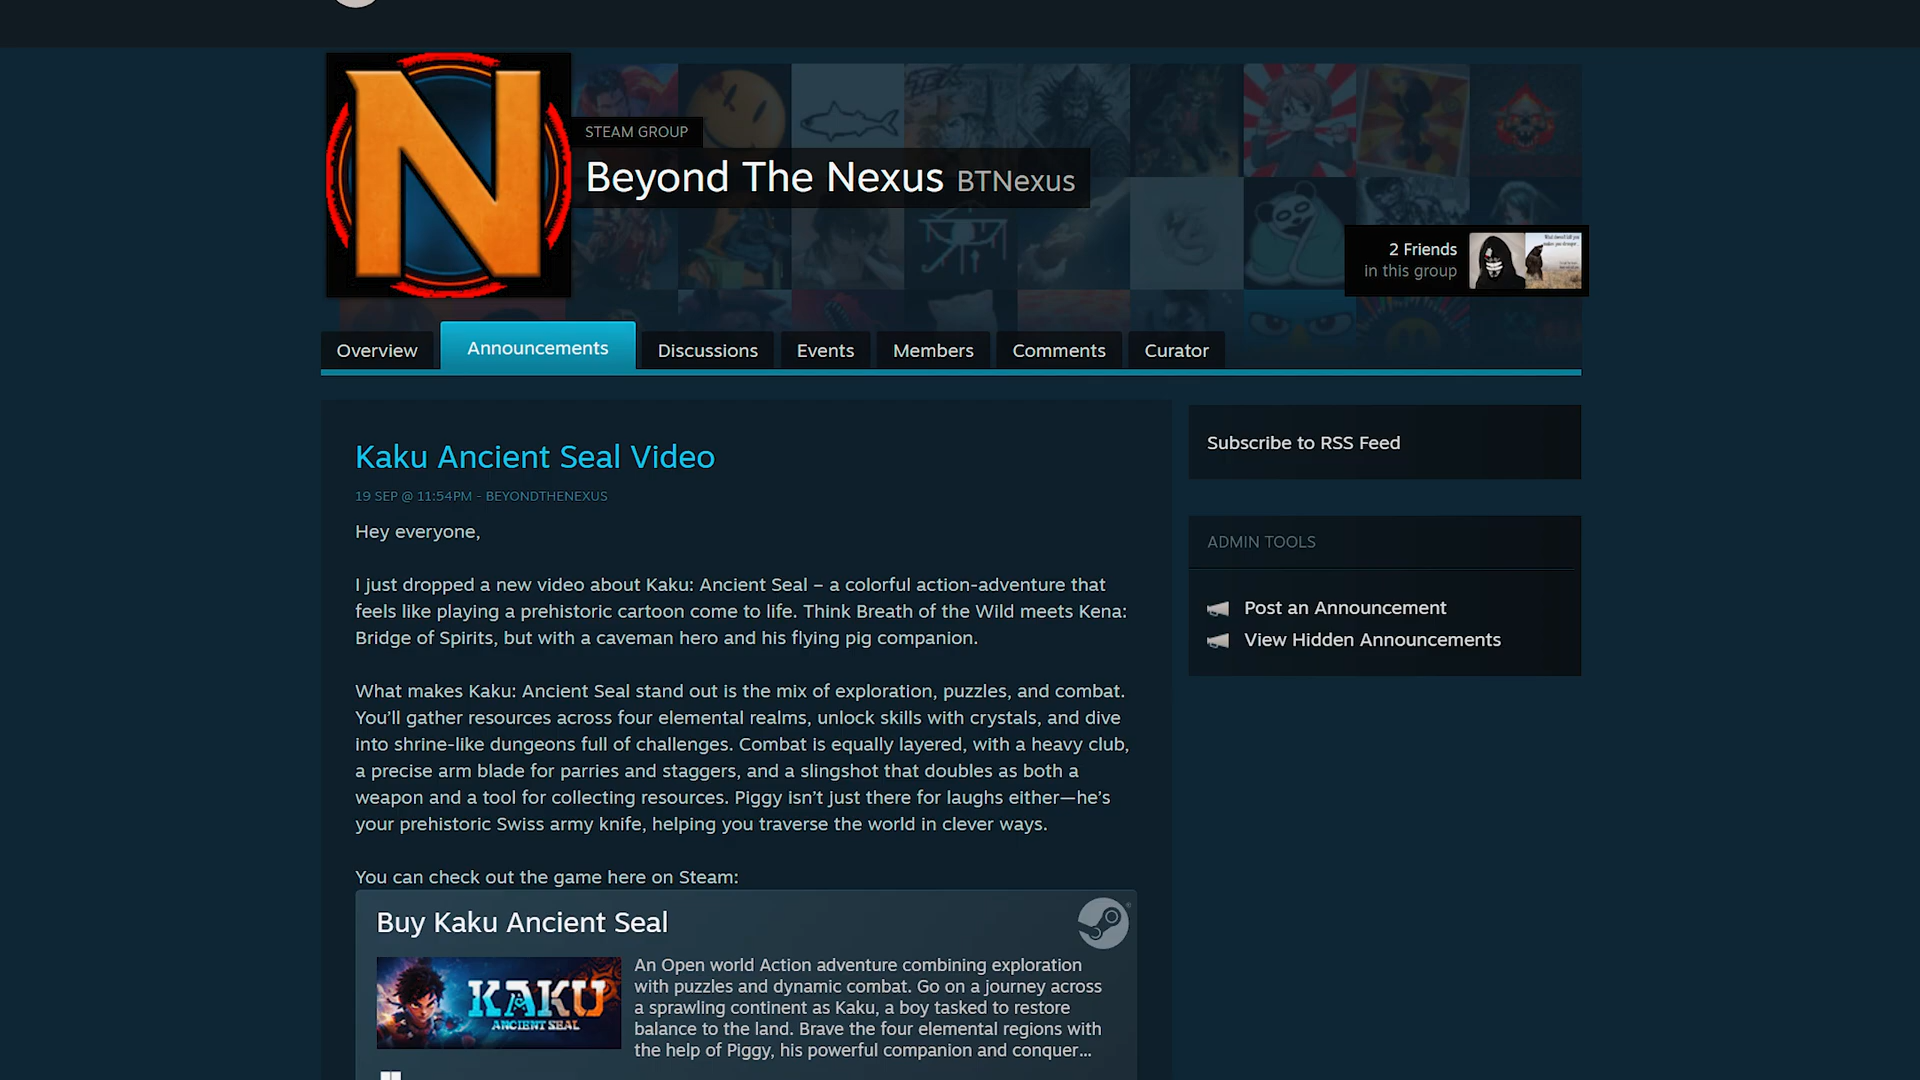 N
STEAM GROUP
Beyond The Nexus BTNexus
2 Friends
in this group
Overview
Announcements
Discussions
Events
Members
Comments
Curator
Kaku Ancient Seal Video
19 SEP @ 11:54PM - BEYONDTHENEXUS
Hey everyone,
I just dropped a new video about Kaku: Ancient Seal – a colorful action-adventure that
feels like playing a prehistoric cartoon come to life. Think Breath of the Wild meets Kena:
Bridge of Spirits, but with a caveman hero and his flying pig companion.
What makes Kaku: Ancient Seal stand out is the mix of exploration, puzzles, and combat.
You’ll gather resources across four elemental realms, unlock skills with crystals, and dive
into shrine-like dungeons full of challenges. Combat is equally layered, with a heavy club,
a precise arm blade for parries and staggers, and a slingshot that doubles as both a
weapon and a tool for collecting resources. Piggy isn’t just there for laughs either—he’s
your prehistoric Swiss army knife, helping you traverse the world in clever ways.
You can check out the game here on Steam:
Buy Kaku Ancient Seal
KAKU
ANCIENT SEAL
An Open world Action adventure combining exploration
with puzzles and dynamic combat. Go on a journey across
a sprawling continent as Kaku, a boy tasked to restore
balance to the land. Brave the four elemental regions with
the help of Piggy, his powerful companion and conquer...
Subscribe to RSS Feed
ADMIN TOOLS
Post an Announcement
View Hidden Announcements